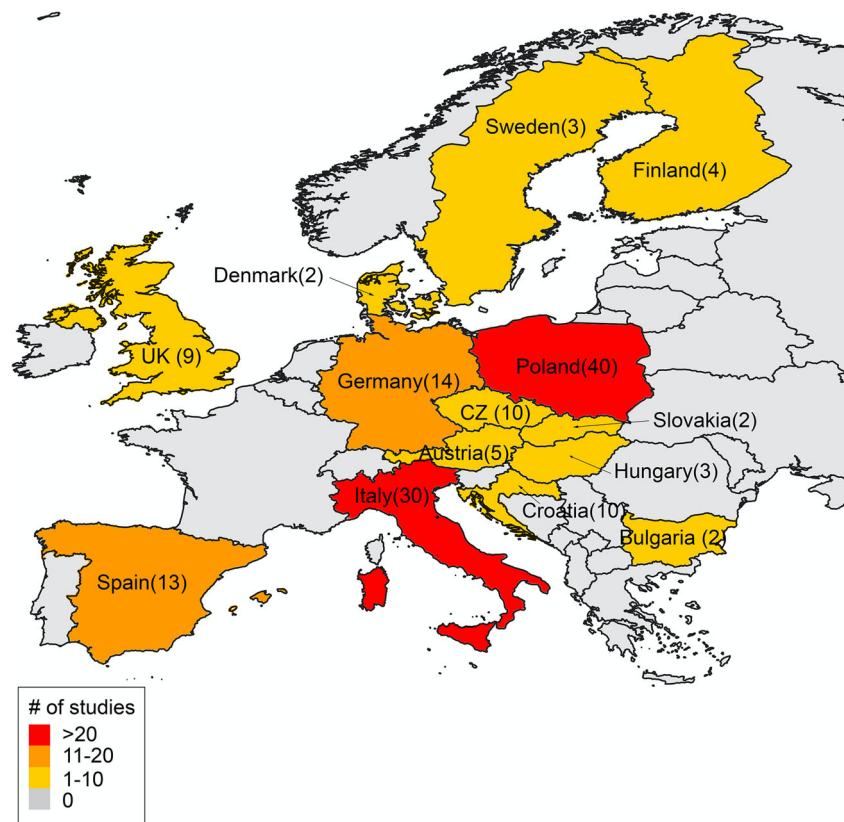 Sweden(3)
Finland(4)
Denmark(2)
UK (9)
Poland(40)
Germany(14)
CZ (10)
Slovakia(2)
Austria(5)
Hungary(3)
Italy(30)
Croatia(10)
Bulgaria (2)
Spain(13)
# of studies
>20
11-20
1-10
0